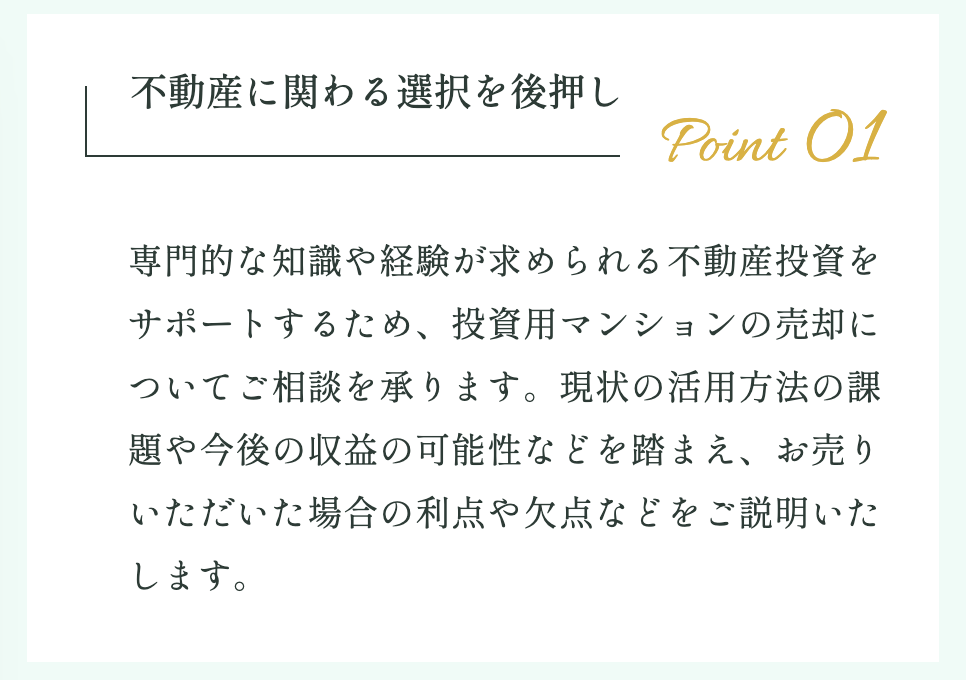 不動産に関わる選択を後押し
Point 01
専門的な知識や経験が求められる不動産投資を
サポートするため、投資用マンションの売却に
ついてご相談を承ります。現状の活用方法の課
題や今後の収益の可能性などを踏まえ、お売り
いただいた場合の利点や欠点などをご説明いた
します。